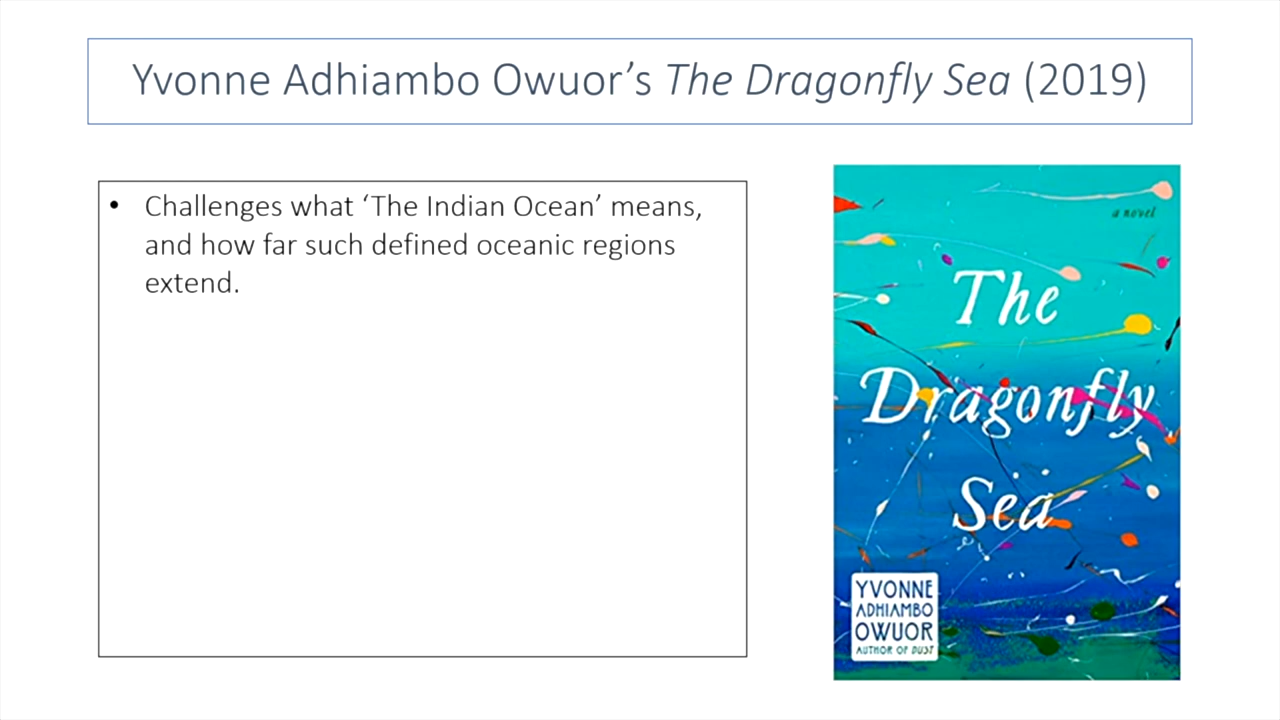 Yvonne Adhiambo Owuor’s The Dragonfly Sea (2019)
• Challenges what ‘The Indian Ocean’ means,
and how far such defined oceanic regions
extend.
a novel
The
Dragonfly
Sea
YVONNE
ADHIAMBO
OWUOR
AUTHOR OF DUST